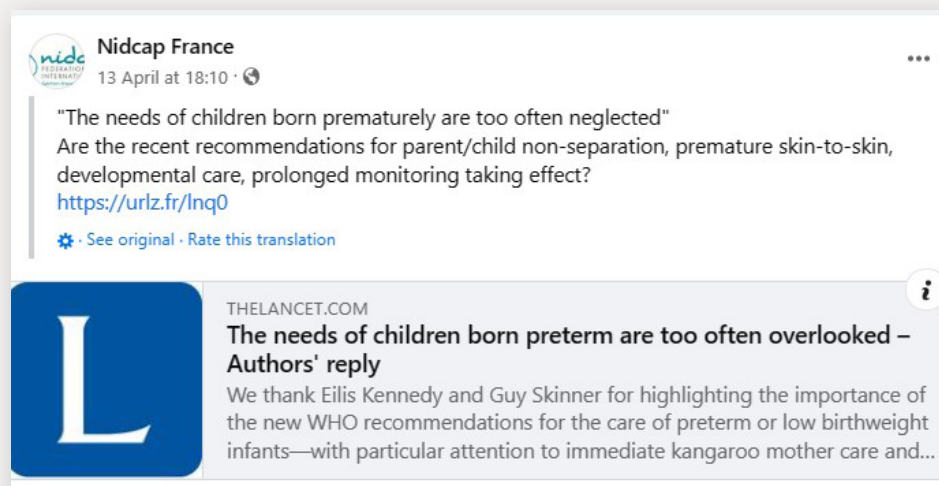 nidc
FEDERATION
INTERNAT
Nidcap France
13 April at 18:10 ·
"The needs of children born prematurely are too often neglected"
Are the recent recommendations for parent/child non-separation, premature skin-to-skin,
developmental care, prolonged monitoring taking effect?
https://urlz.fr/lnq0
· See original · Rate this translation
L
i
THELANCET.COM
The needs of children born preterm are too often overlooked –
Authors' reply
We thank Eilis Kennedy and Guy Skinner for highlighting the importance of
the new WHO recommendations for the care of preterm or low birthweight
infants—with particular attention to immediate kangaroo mother care and...